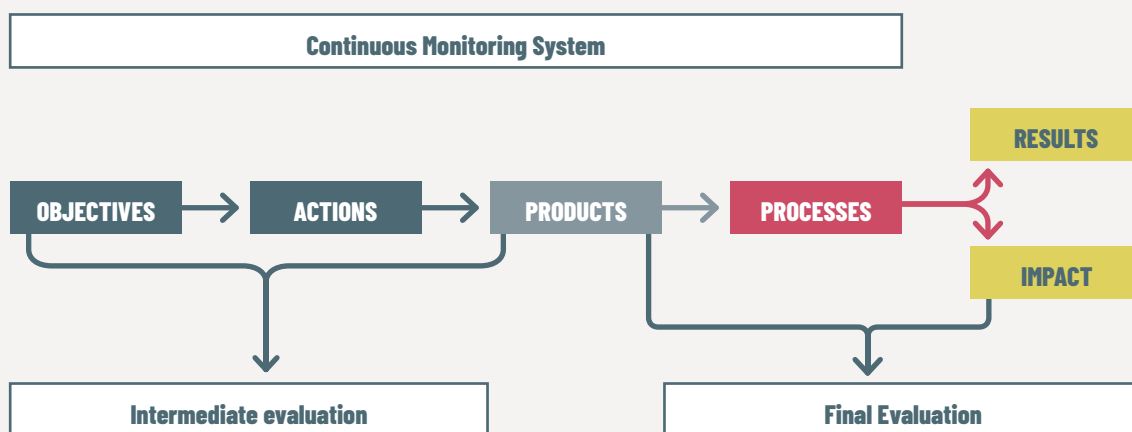 Continuous Monitoring System
RESULTS
OBJECTIVES
ACTIONS
PRODUCTS
PROCESSES
IMPACT
Intermediate evaluation
Final Evaluation